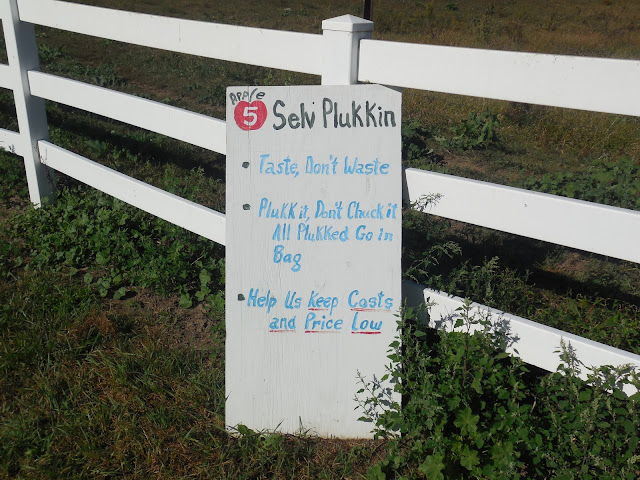 Apple
5 Selv Plukkin
Taste, Don't Waste
Plukk it, Don't Chuck it
All Plukked Go in
Bag
Help Us Keep Costs
and Price Low